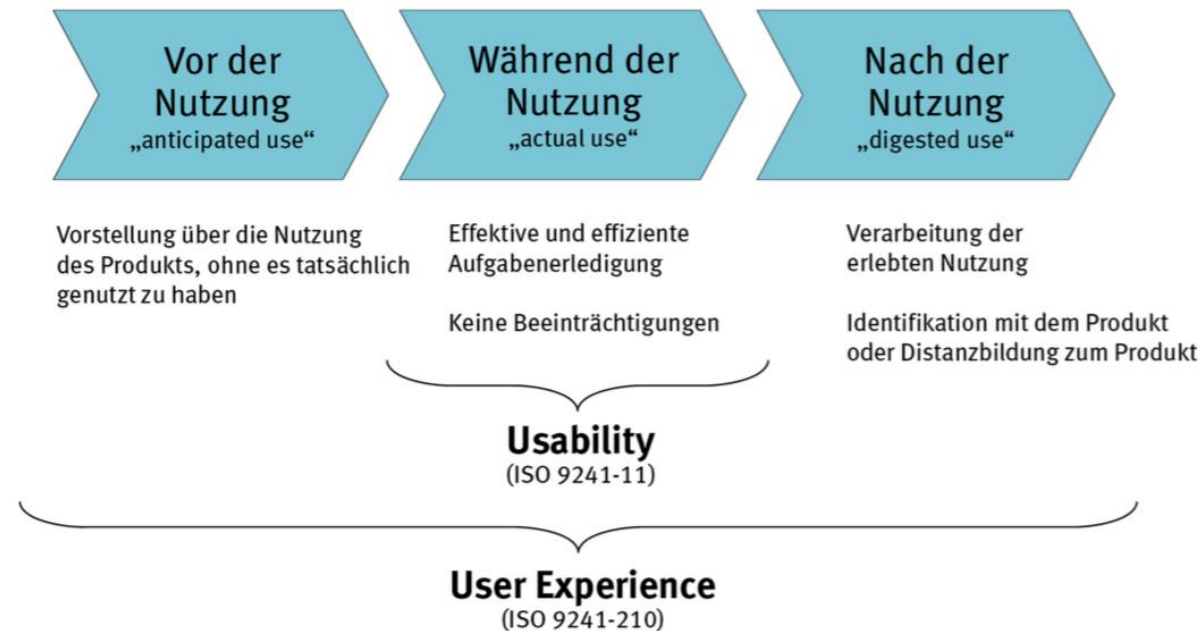 Vor der
Nutzung
„anticipated use“
Während der
Nutzung
„actual use“
Nach der
Nutzung
„digested use“
Vorstellung über die Nutzung
des Produkts, ohne es tatsächlich
genutzt zu haben
Effektive und effiziente
Aufgabenerledigung
Keine Beeinträchtigungen
Verarbeitung der
erlebten Nutzung
Identifikation mit dem Produkt
oder Distanzbildung zum Produkt
Usability
(ISO 9241-11)
User Experience
(ISO 9241-210)